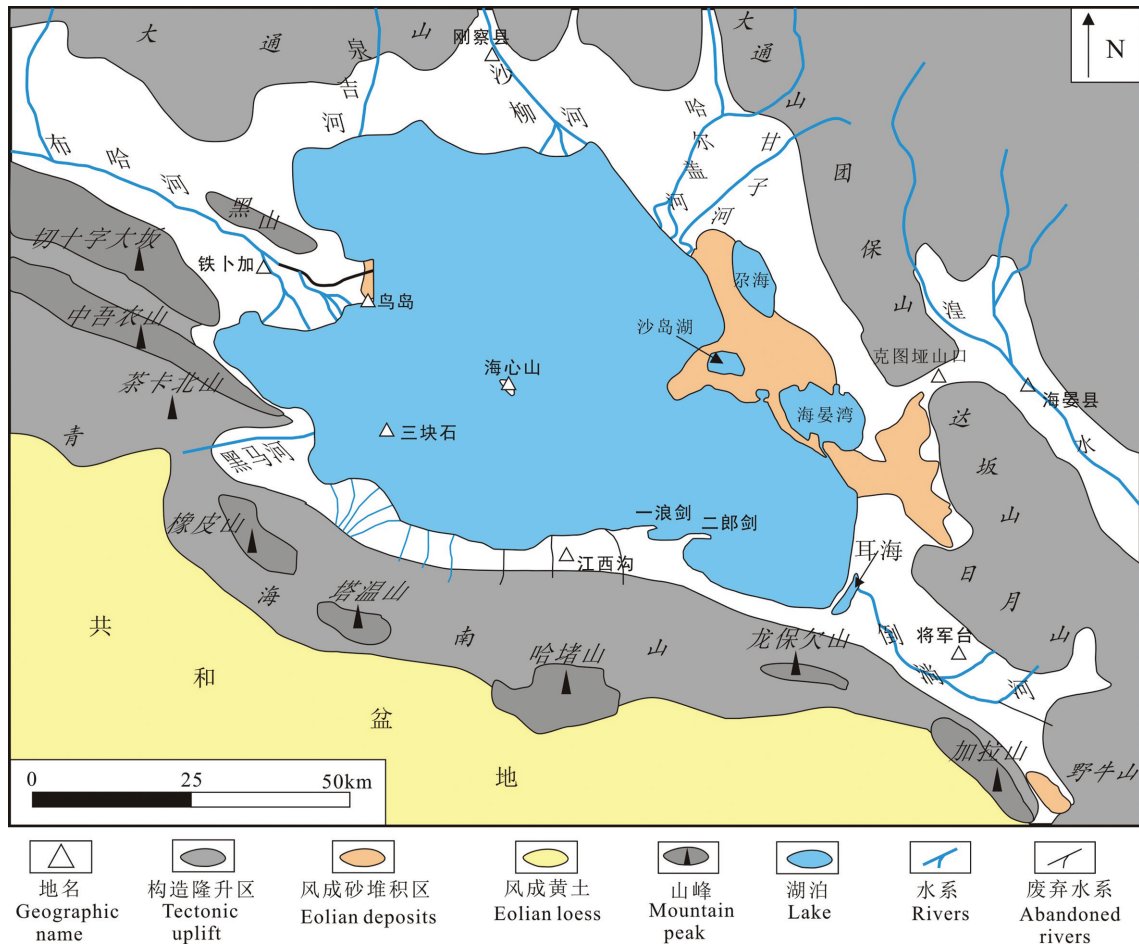 大通山
大通山
N
刚察县
泉吉河
沙柳河
哈尔盖河
甘子河
布哈河
团保山
黑山
切十字大坂
铁卜加
鸟岛
尕海
湟水
中吾农山
沙岛湖
克图垭山口
海心山
海晏县
茶卡北山
海晏湾
达坂山
三块石
青海南山
黑马河
橡皮山
一浪剑
二郎剑
耳海
江西沟
日月山
塔温山
将军台
倒淌河
龙保欠山
哈堵山
共和盆地
加拉山
野牛山
0 25 50km
地名
Geographic
name
构造隆升区
Tectonic
uplift
风成砂堆积区
Eolian deposits
风成黄土
Eolian loess
山峰
Mountain
peak
湖泊
Lake
水系
Rivers
废弃水系
Abandoned
rivers